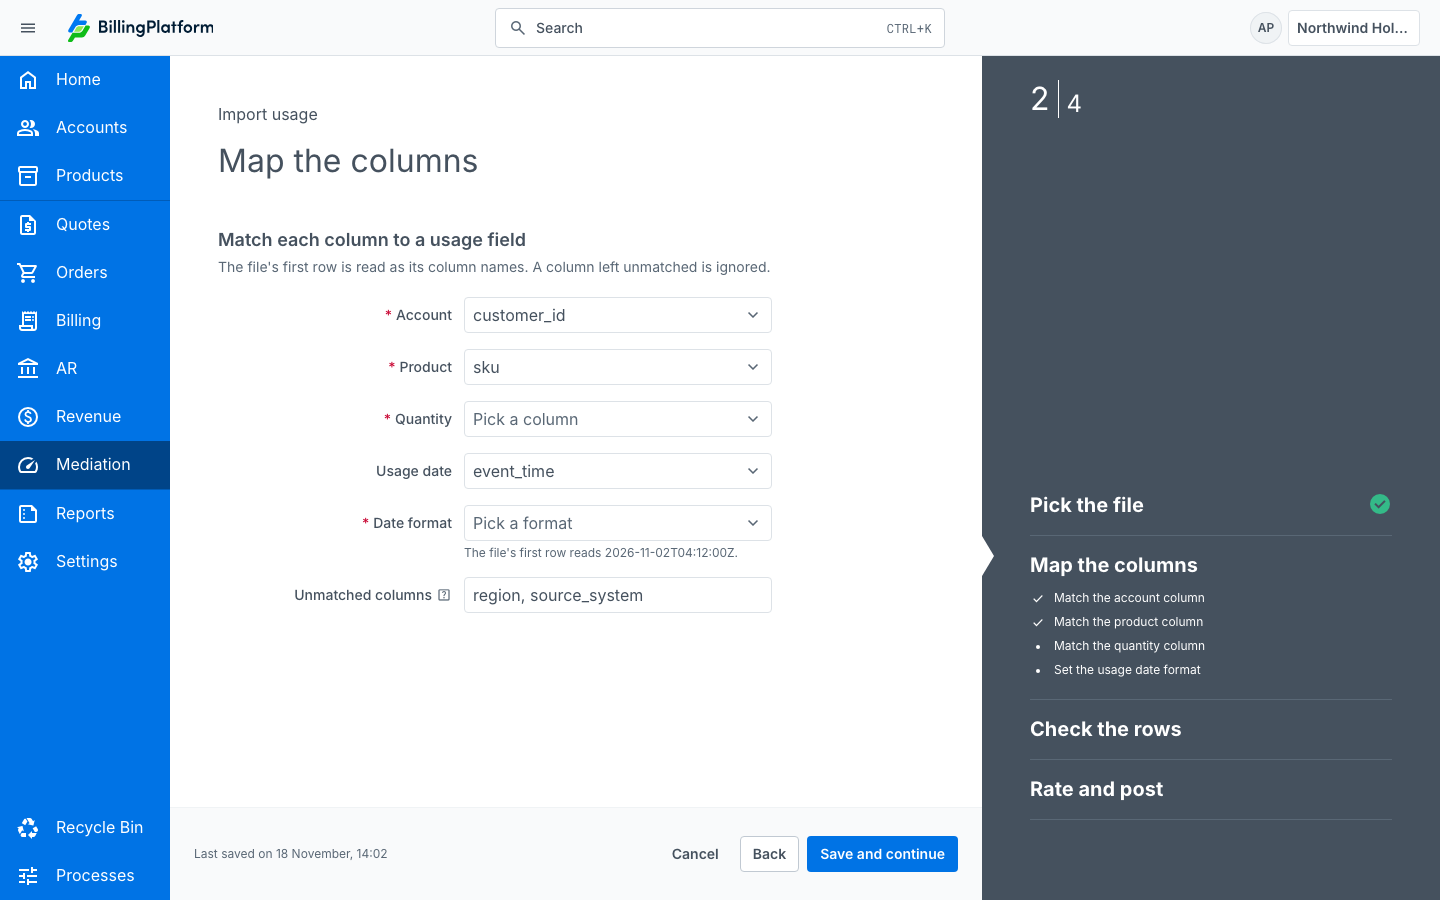 BillingPlatform
Search
CTRL+K
AP
Northwind Hol...
Home
Accounts
Products
Quotes
Orders
Billing
AR
Revenue
Mediation
Reports
Settings
Recycle Bin
Processes
Import usage
Map the columns
Match each column to a usage field
The file's first row is read as its column names. A column left unmatched is ignored.
* Account
customer_id
* Product
sku
* Quantity
Pick a column
Usage date
event_time
* Date format
Pick a format
The file's first row reads 2026-11-02T04:12:00Z.
Unmatched columns
region, source_system
Last saved on 18 November, 14:02
Cancel
Back
Save and continue
2 | 4
Pick the file
Map the columns
Match the account column
Match the product column
Match the quantity column
Set the usage date format
Check the rows
Rate and post